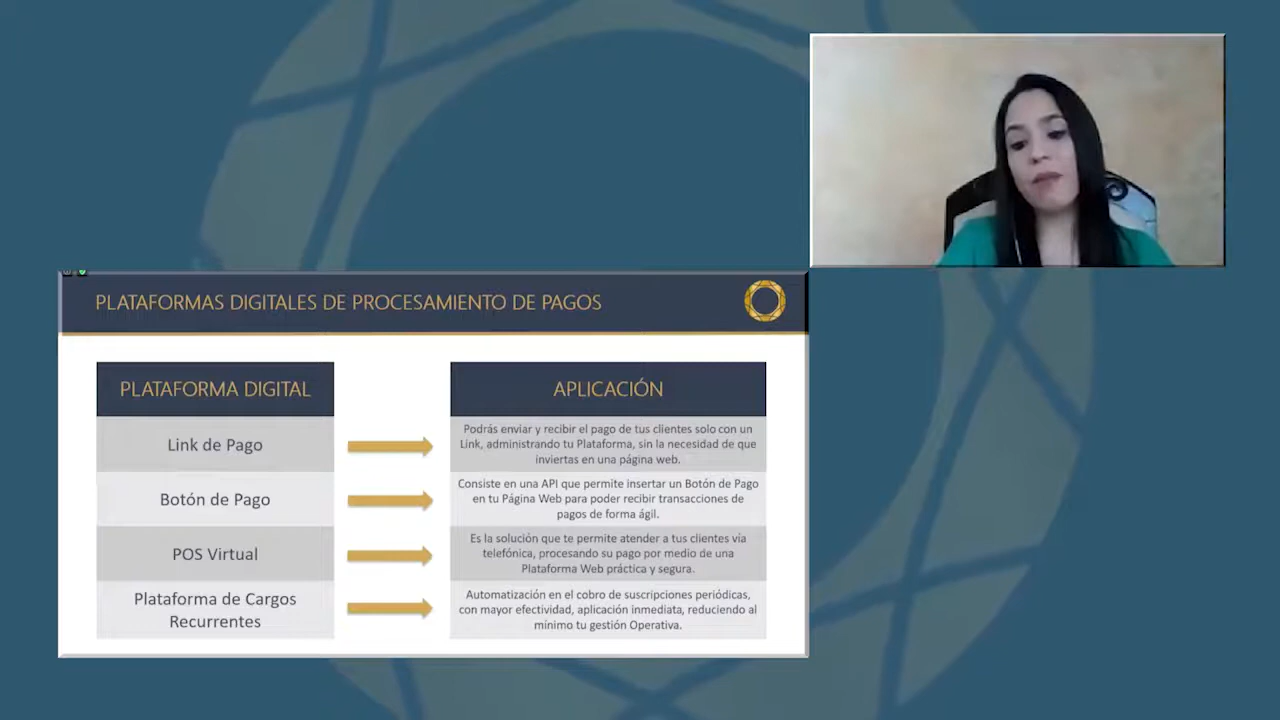 PLATAFORMAS DIGITALES DE PROCESAMIENTO DE PAGOS
PLATAFORMA DIGITAL
APLICACIÓN
Link de Pago
Podrás enviar y recibir el pago de tus clientes solo con un
Link, administrando tu Plataforma, sin la necesidad de que
inviertas en una página web.
Botón de Pago
Consiste en una API que permite insertar un Botón de Pago
en tu Página Web para poder recibir transacciones de
pagos de forma ágil.
POS Virtual
Es la solución que te permite atender a tus clientes vía
telefónica, procesando su pago por medio de una
Plataforma Web práctica y segura.
Plataforma de Cargos
Recurrentes
Automatización en el cobro de suscripciones periódicas,
con mayor efectividad, aplicación inmediata, reduciendo al
mínimo tu gestión Operativa.